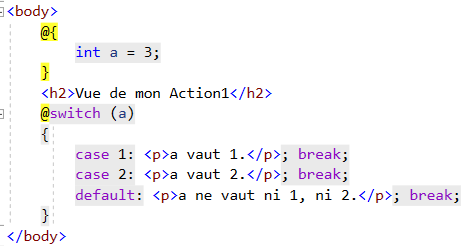 <body>
@{
int a = 3;
}
<h2>Vue de mon Action1</h2>
@switch (a)
{
case 1: <p>a vaut 1.</p>; break;
case 2: <p>a vaut 2.</p>; break;
default: <p>a ne vaut ni 1, ni 2.</p>; break;
}
</body>